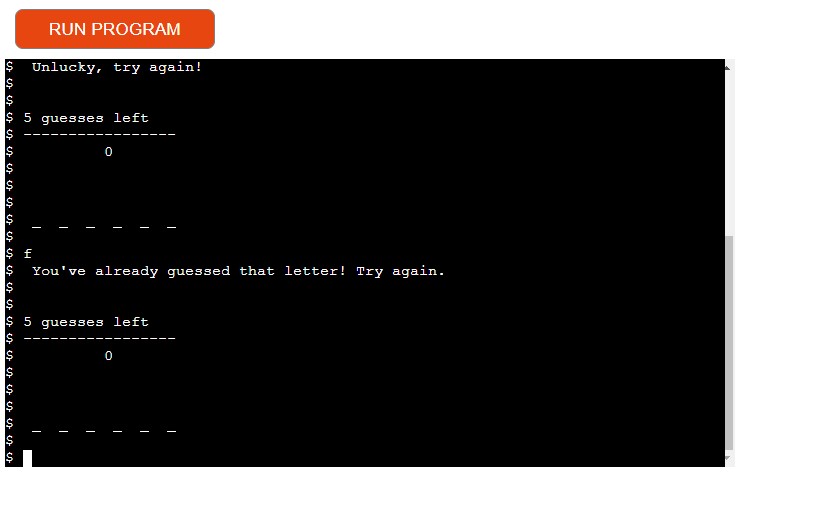 RUN PROGRAM
$ Unlucky, try again!
$
$
$ 5 guesses left
$ -----------------
$ 0
$
$
$
$ _ _ _ _ _ _
$
$ f
$ You've already guessed that letter! Try again.
$
$
$ 5 guesses left
$ -----------------
$ 0
$
$
$
$ _ _ _ _ _ _
$
$